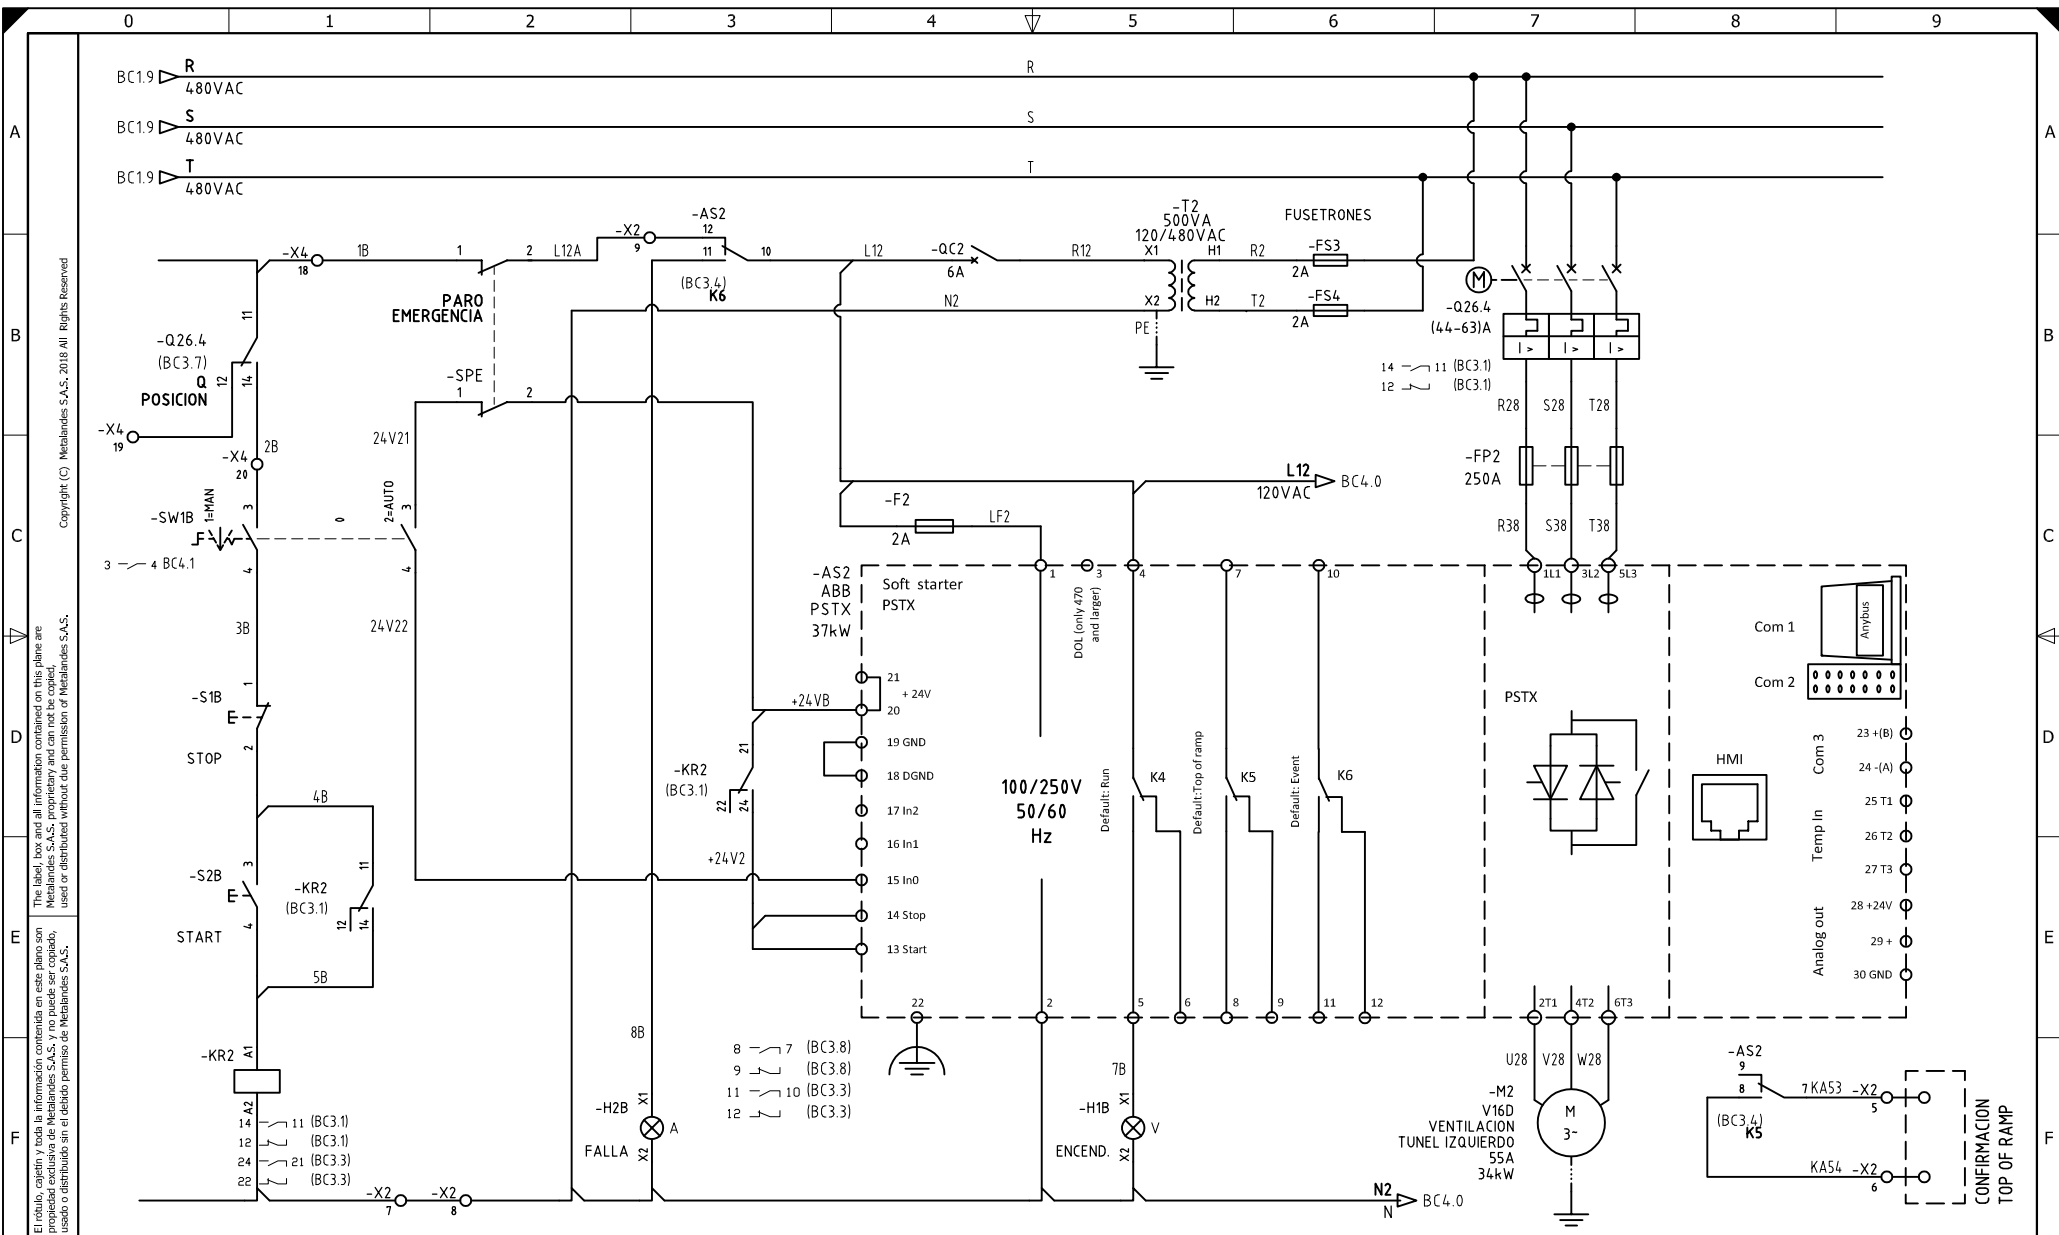 0 1 2 3 4 5 6 7 8 9
A
B
C
D
E
F
A
B
C
D
E
F
Copyright (C) Metalandes S.A.S. 2018 All Rights Reserved
The label, box and all information contained on this plane are
Metalandes S.A.S. proprietary and can not be copied,
used or distributed without due permission of Metalandes S.A.S.
El rótulo, cajetín y toda la información contenida en este plano son
propiedad exclusiva de Metalandes S.A.S. y no puede ser copiado,
usado o distribuido sin el debido permiso de Metalandes S.A.S.
BC1.9 R R
480VAC
BC1.9 S S
480VAC
BC1.9 T T
480VAC
-X4
18
1B
1 2
L12A
-X2
9
-AS2
12
11 10
(BC3.4)
K6
L12
-QC2
6A
R12
-T2
500VA
120/480VAC
X1 H1
X2 H2
R2
-FS3
2A
FUSETRONES
T2
-FS4
2A
N2
PE
PARO
EMERGENCIA
-SPE
1 2
11
-Q26.4
(BC3.7)
Q
POSICION
12
14
-X4
19
2B
-X4
20
M
-Q26.4
(44-63)A
I > I > I >
14 11 (BC3.1)
12 (BC3.1)
R28 S28 T28
-FP2
250A
R38 S38 T38
24V21
-SW1B
1=MAN
0
2=AUTO
3
4
3
4
3 4 BC4.1
3B
24V22
-F2
2A
LF2
L12
120VAC
BC4.0
-AS2
ABB
PSTX
37kW
Soft starter
PSTX
1 3 4 7 10
DOL (only 470
and larger)
1L1 3L2 5L3
Com 1
Anybus
Com 2
PSTX
HMI
Com 3
Temp In
Analog out
23 +(B)
24 -(A)
25 T1
26 T2
27 T3
28 +24V
29 +
30 GND
21
+ 24V
20
19 GND
18 DGND
17 In2
16 In1
15 In0
14 Stop
13 Start
100/250V
50/60
Hz
Default: Run
K4
Default:Top of ramp
K5
Default: Event
K6
22 2 5 6 8 9 11 12
2T1 4T2 6T3
+24VB
-KR2
(BC3.1)
21
22
24
+24V2
-S1B
1
2
STOP
4B
-S2B
3
4
START
-KR2
(BC3.1)
11
12
14
5B
-KR2
A1
A2
14 11 (BC3.1)
12 (BC3.1)
24 21 (BC3.3)
22 (BC3.3)
-X2
7
-X2
8
8B
-H2B
X1
X2
A
FALLA
8 7 (BC3.8)
9 (BC3.8)
11 10 (BC3.3)
12 (BC3.3)
7B
-H1B
X1
X2
V
ENCEND.
N2
N
BC4.0
U28 V28 W28
-M2
V16D
VENTILACION
TUNEL IZQUIERDO
55A
34kW
M
3~
-AS2
9
8
7
(BC3.4)
K5
KA53
-X2
5
KA54
-X2
6
CONFIRMACION
TOP OF RAMP